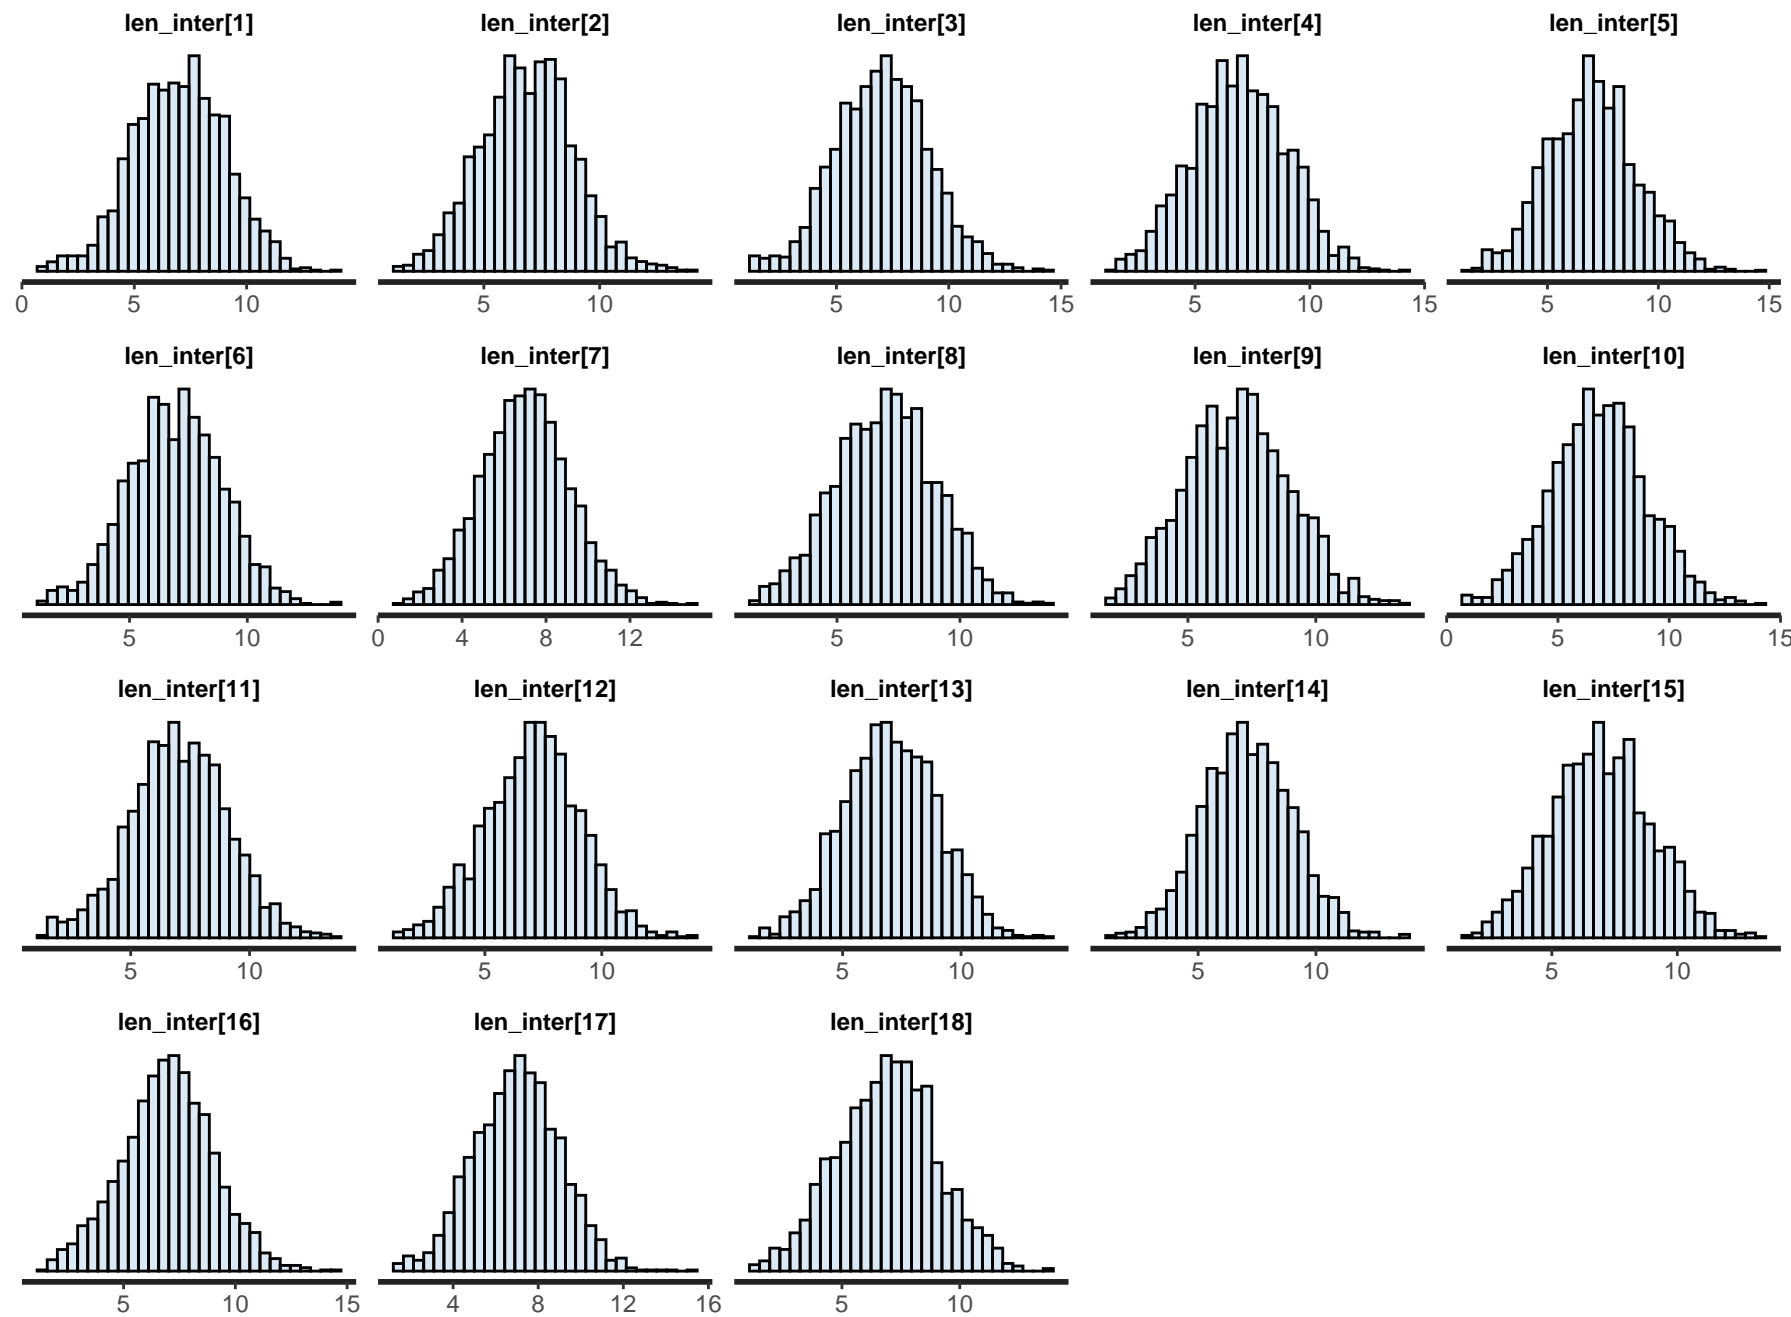 len_inter[1] len_inter[2] len_inter[3] len_inter[4] len_inter[5]
0 5 10 5 10 5 10 15 5 10 15 5 10 15
len_inter[6] len_inter[7] len_inter[8] len_inter[9] len_inter[10]
5 10 0 4 8 12 5 10 5 10 0 5 10 15
len_inter[11] len_inter[12] len_inter[13] len_inter[14] len_inter[15]
5 10 5 10 5 10 5 10 5 10
len_inter[16] len_inter[17] len_inter[18]
5 10 15 4 8 12 16 5 10